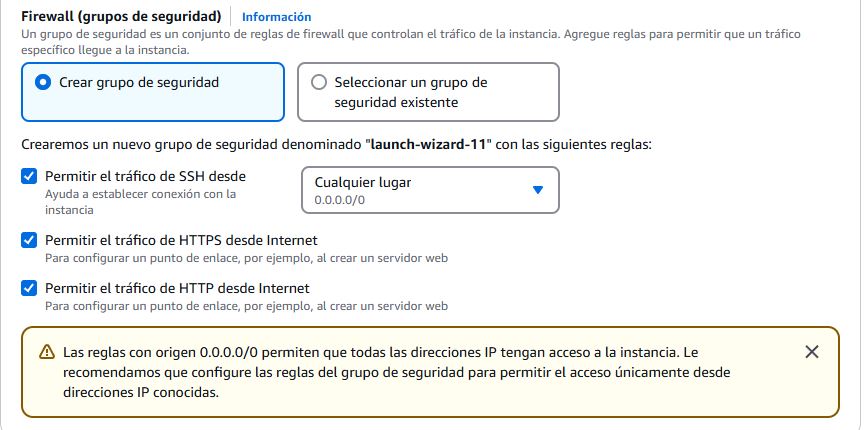 Firewall (grupos de seguridad) Información
Un grupo de seguridad es un conjunto de reglas de firewall que controlan el tráfico de la instancia. Agregue reglas para permitir que un tráfico
específico llegue a la instancia.
Crear grupo de seguridad
Seleccionar un grupo de
seguridad existente
Crearemos un nuevo grupo de seguridad denominado "launch-wizard-11" con las siguientes reglas:
Permitir el tráfico de SSH desde
Ayuda a establecer conexión con la
instancia
Cualquier lugar
0.0.0.0/0
Permitir el tráfico de HTTPS desde Internet
Para configurar un punto de enlace, por ejemplo, al crear un servidor web
Permitir el tráfico de HTTP desde Internet
Para configurar un punto de enlace, por ejemplo, al crear un servidor web
Las reglas con origen 0.0.0.0/0 permiten que todas las direcciones IP tengan acceso a la instancia. Le
recomendamos que configure las reglas del grupo de seguridad para permitir el acceso únicamente desde
direcciones IP conocidas.